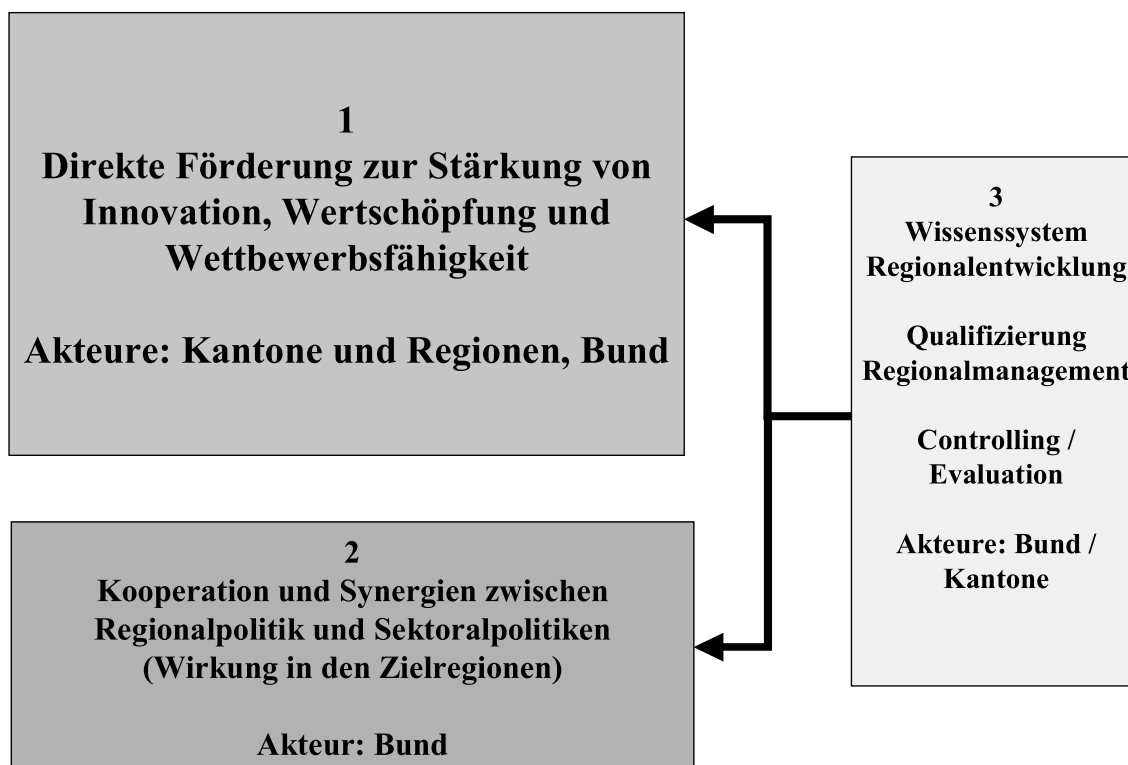 1
Direkte Förderung zur Stärkung von
Innovation, Wertschöpfung und
Wettbewerbsfähigkeit
Akteure: Kantone und Regionen, Bund
2
Kooperation und Synergien zwischen
Regionalpolitik und Sektoralpolitiken
(Wirkung in den Zielregionen)
Akteur: Bund
3
Wissenssystem
Regionalentwicklung
Qualifizierung
Regionalmanagement
Controlling /
Evaluation
Akteure: Bund /
Kantone